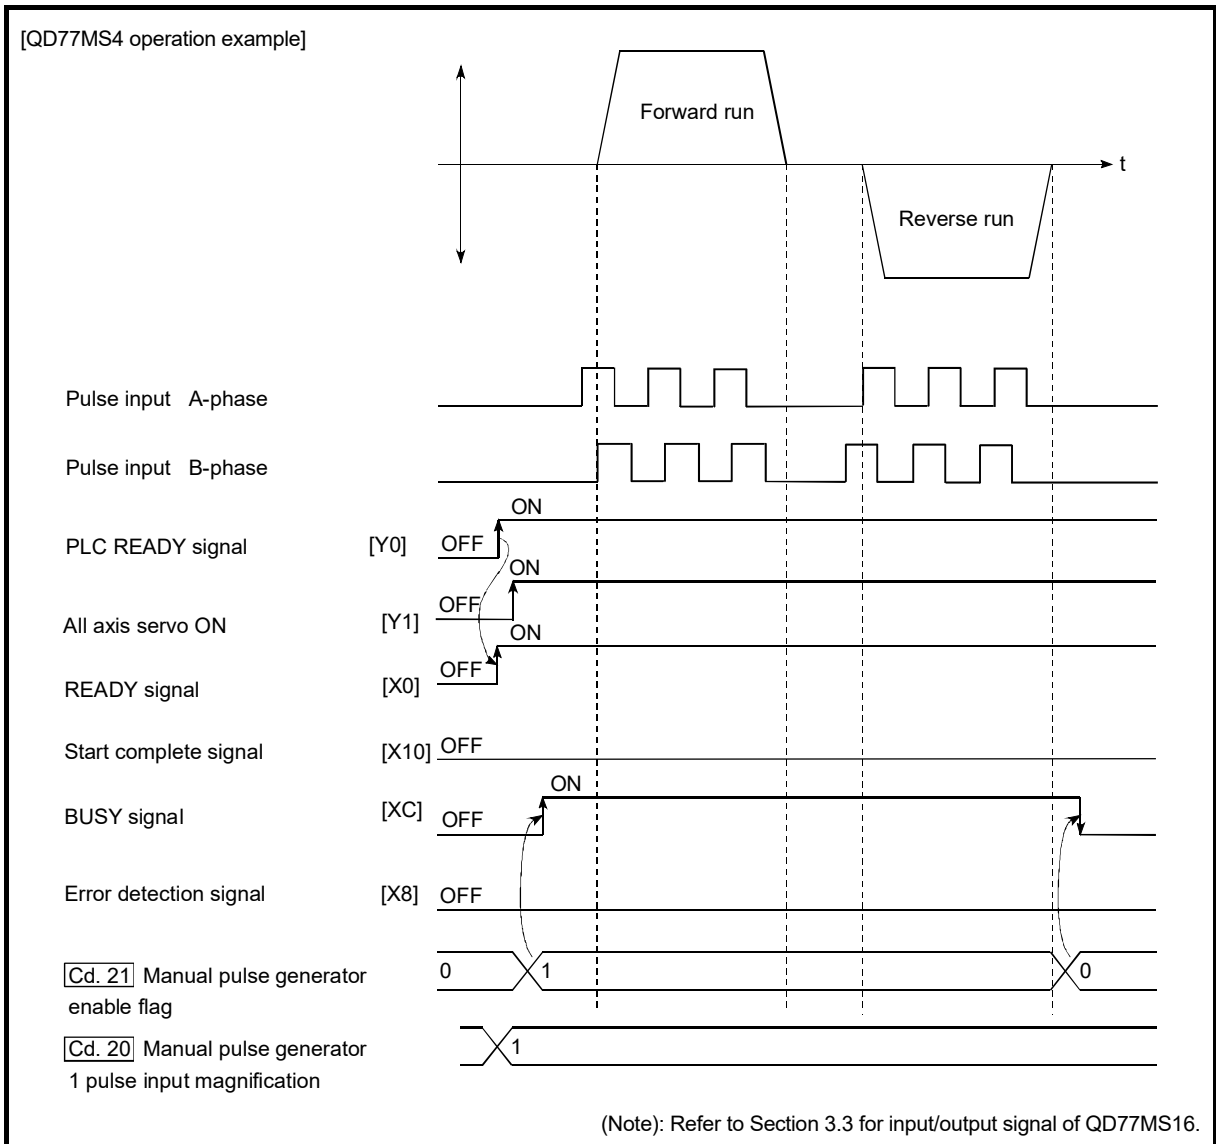 [QD77MS4 operation example]
Forward run
t
Reverse run
Pulse input A-phase
Pulse input B-phase
ON
PLC READY signal [Y0] OFF
ON
OFF
All axis servo ON [Y1]
ON
OFF
READY signal [X0]
Start complete signal [X10] OFF
ON
BUSY signal [XC] OFF
Error detection signal [X8] OFF
Cd. 21 Manual pulse generator 0 1 0
enable flag
Cd. 20 Manual pulse generator 1
1 pulse input magnification
(Note): Refer to Section 3.3 for input/output signal of QD77MS16.